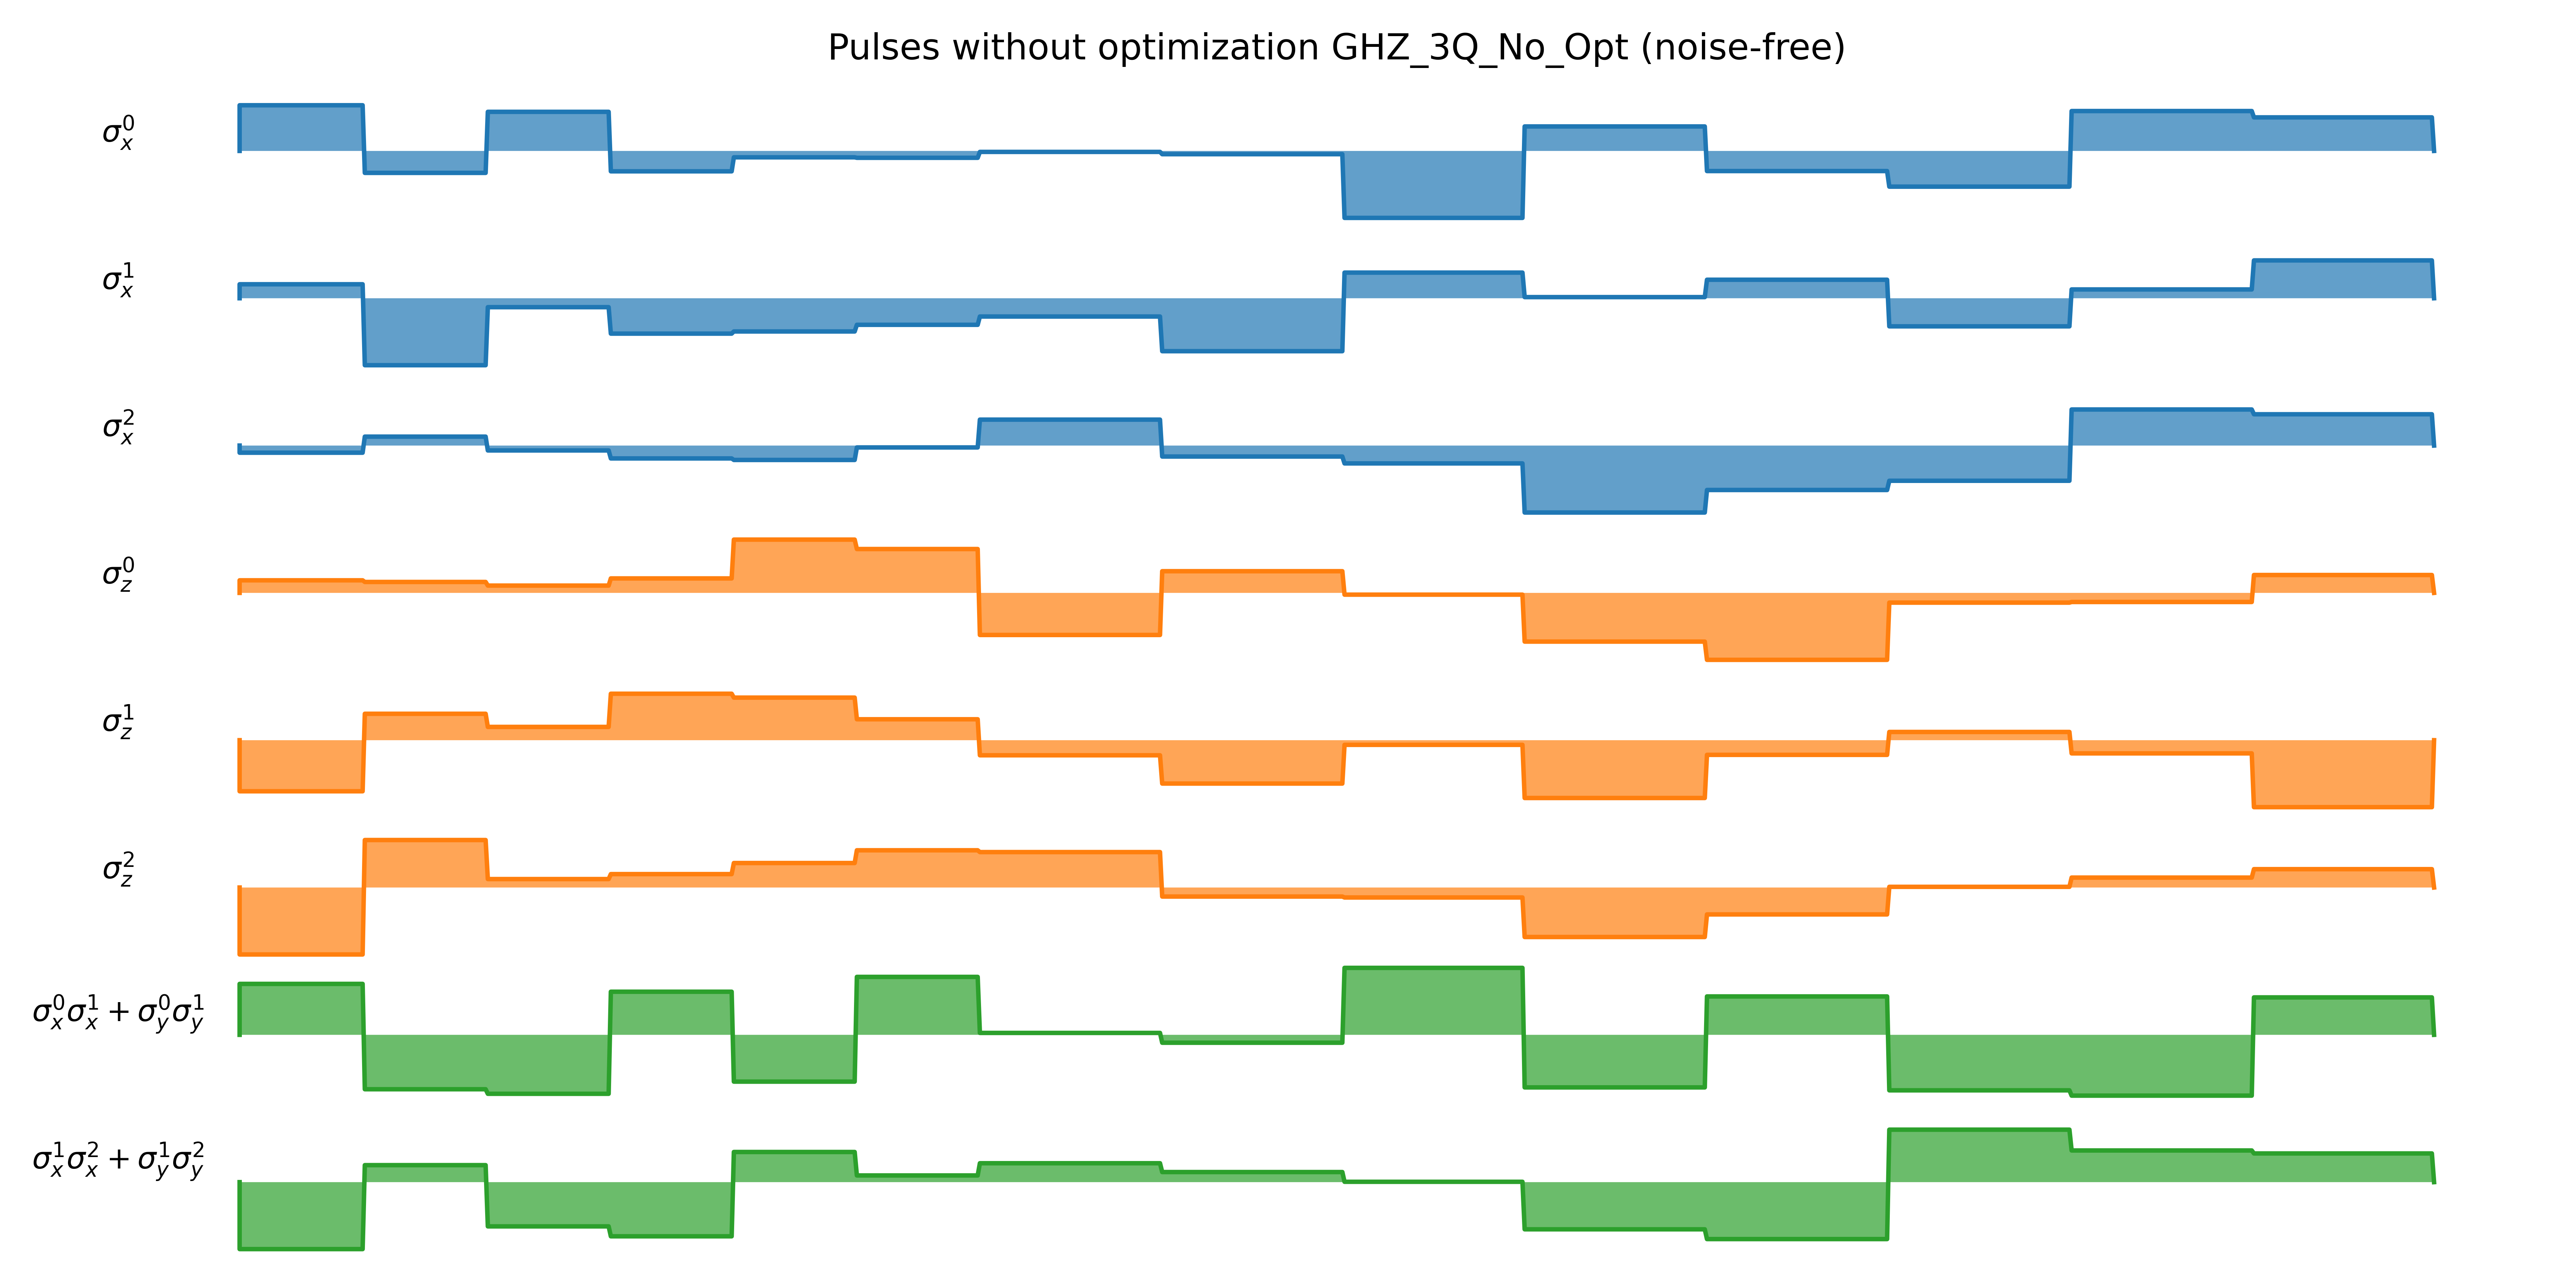 Pulses without optimization GHZ_3Q_No_Opt (noise-free)
σ_x^0
σ_x^1
σ_x^2
σ_z^0
σ_z^1
σ_z^2
σ_x^0σ_x^1 + σ_y^0σ_y^1
σ_x^1σ_x^2 + σ_y^1σ_y^2